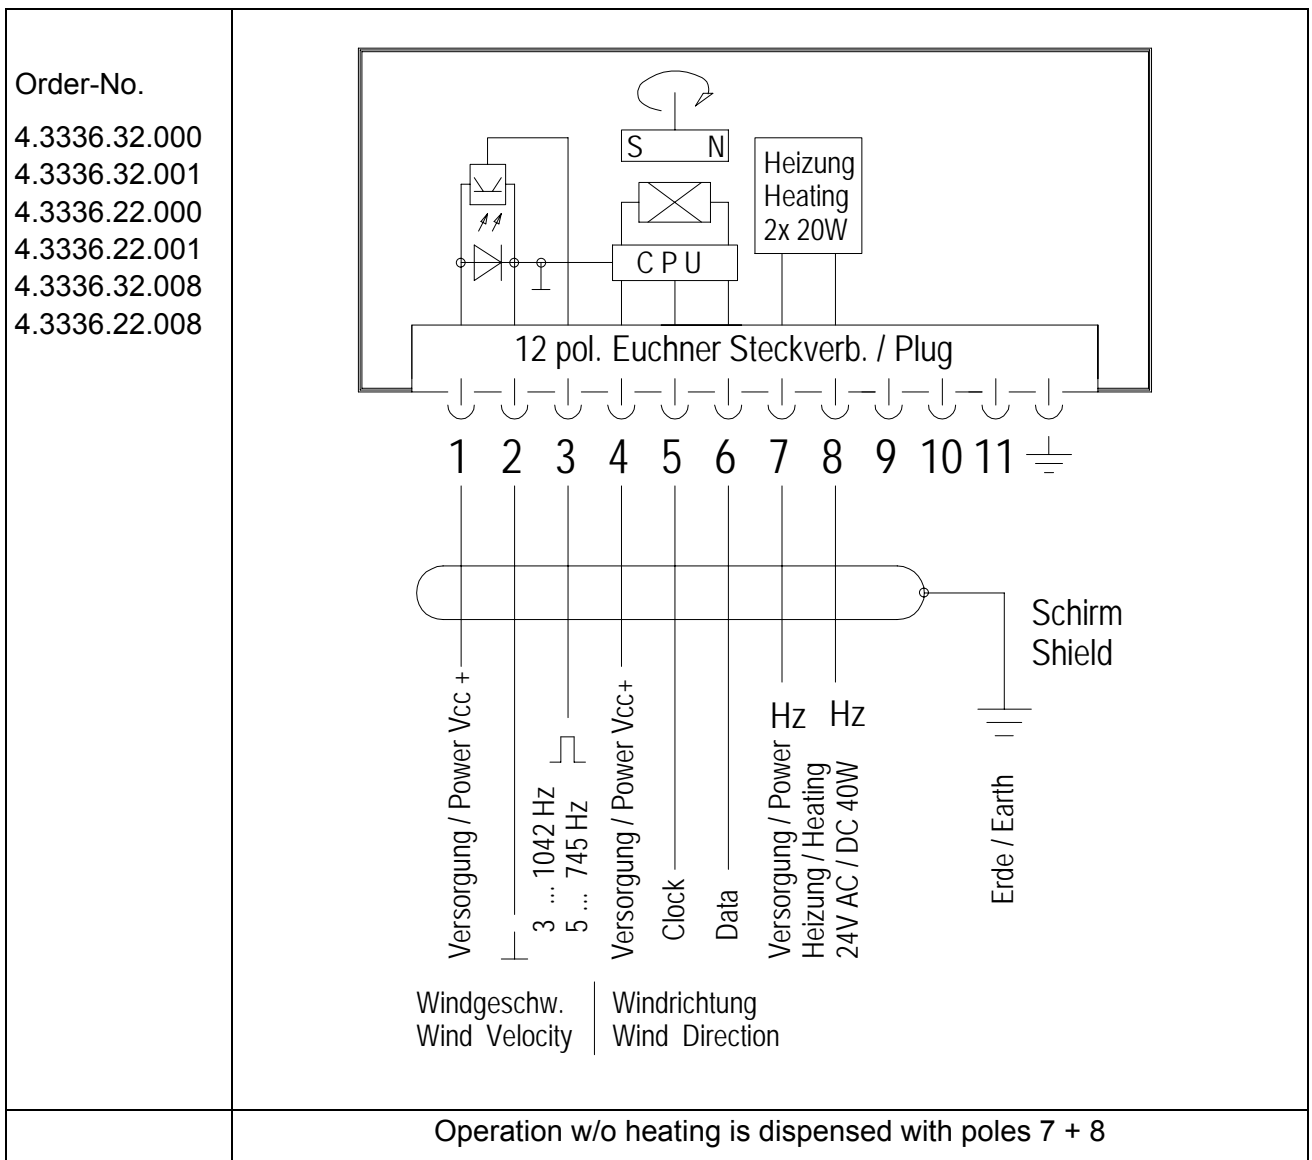 Order-No.
4.3336.32.000
4.3336.32.001
4.3336.22.000
4.3336.22.001
4.3336.32.008
4.3336.22.008
S N
Heizung
Heating
2x 20W
CPU
12 pol. Euchner Steckverb. / Plug
1 2 3 4 5 6 7 8 9 10 11
Schirm
Shield
Versorgung / Power Vcc +
3 ... 1042 Hz
5 ... 745 Hz
Versorgung / Power Vcc+
Clock
Data
Hz Hz
Versorgung / Power
Heizung / Heating
24V AC / DC 40W
Erde / Earth
Windgeschw.
Wind Velocity
Windrichtung
Wind Direction
Operation w/o heating is dispensed with poles 7 + 8